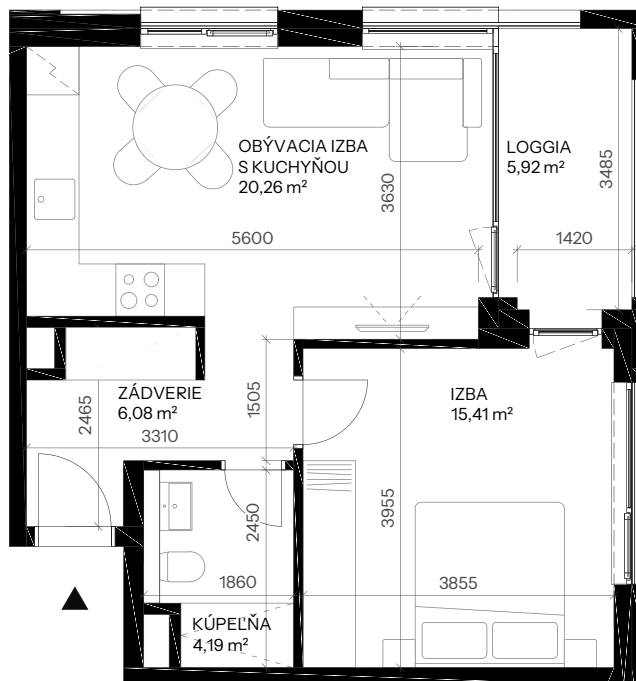 OBÝVACIA IZBA
S KUCHYŇOU
20,26 m²
LOGGIA
5,92 m²
3485
3630
5600
1420
ZÁDVERIE
6,08 m²
2465
3310
1505
IZBA
15,41 m²
3955
2450
1860
3855
KÚPEĽŇA
4,19 m²